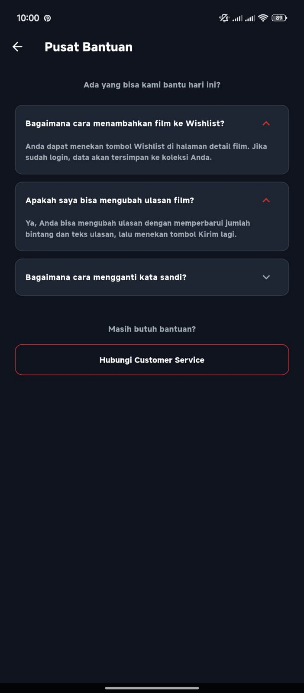 10:00
Pusat Bantuan
Ada yang bisa kami bantu hari ini?
Bagaimana cara menambahkan film ke Wishlist?
Anda dapat menekan tombol Wishlist di halaman detail film. Jika
sudah login, data akan tersimpan ke koleksi Anda.
Apakah saya bisa mengubah ulasan film?
Ya, Anda bisa mengubah ulasan dengan memperbarui jumlah
bintang dan teks ulasan, lalu menekan tombol Kirim lagi.
Bagaimana cara mengganti kata sandi?
Masih butuh bantuan?
Hubungi Customer Service